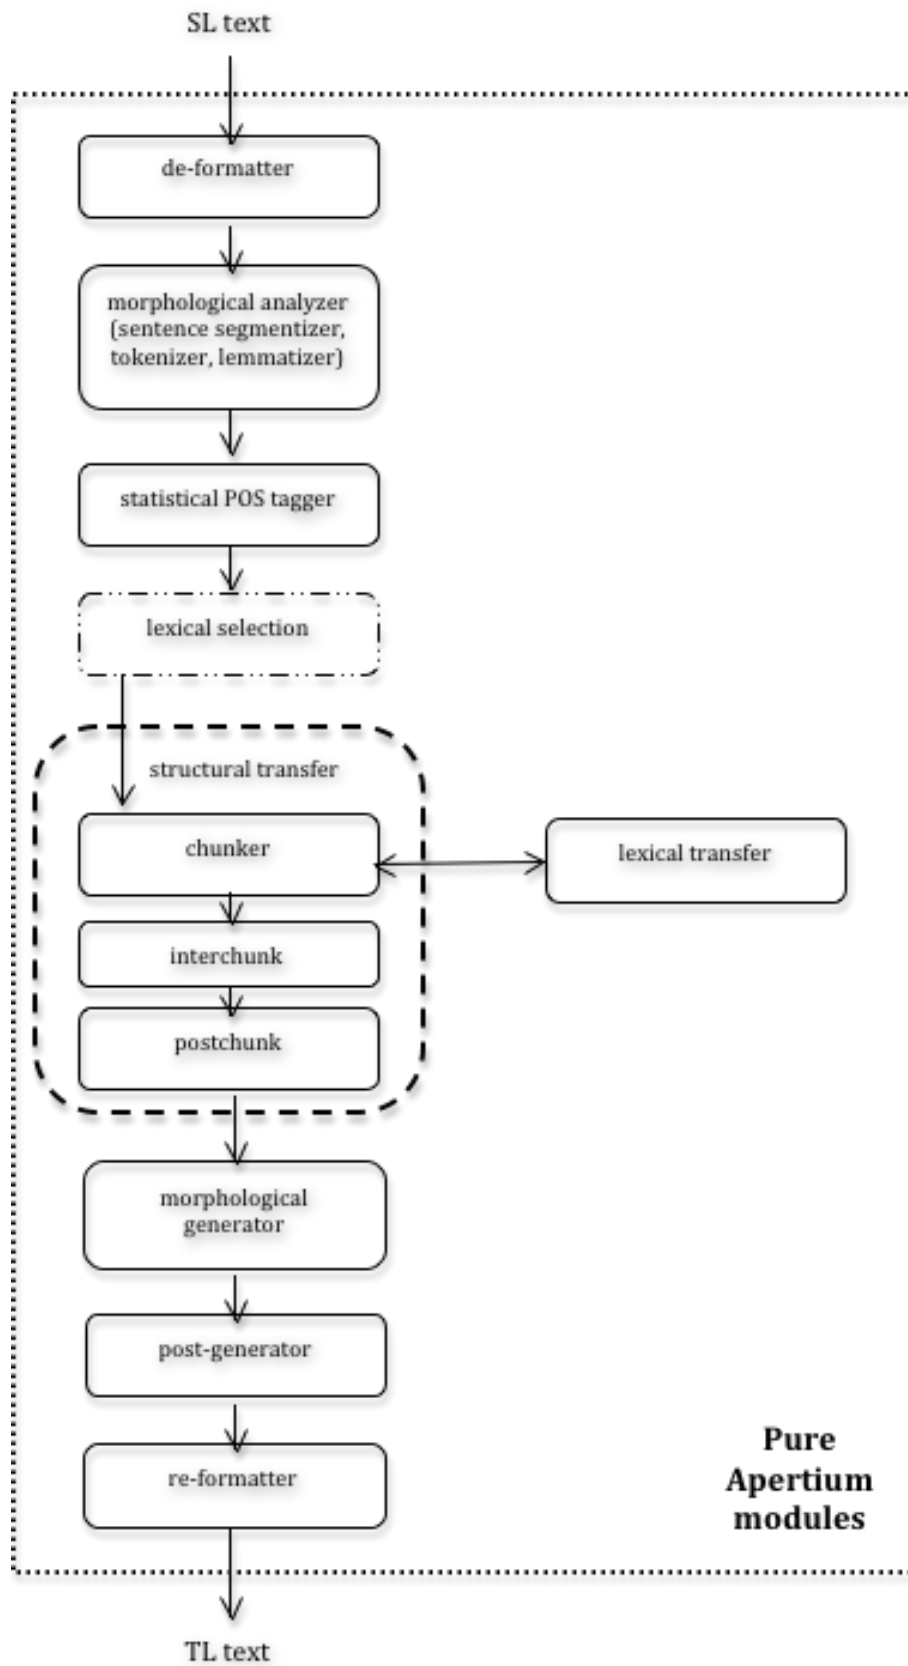 SL text
de-formatter
morphological analyzer
(sentence segmentizer,
tokenizer, lemmatizer)
statistical POS tagger
lexical selection
structural transfer
chunker
lexical transfer
interchunk
postchunk
morphological
generator
post-generator
re-formatter
Pure
Apertium
modules
TL text